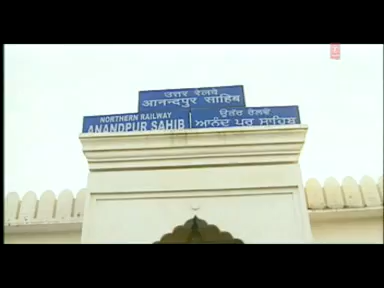 उत्तर रेलवे
आनन्दपुर साहिब
NORTHERN RAILWAY
ANANDPUR SAHIB
ਉੱਤਰ ਰੇਲਵੇ
ਆਨੰਦ ਪੁਰ ਸਾਹਿਬ